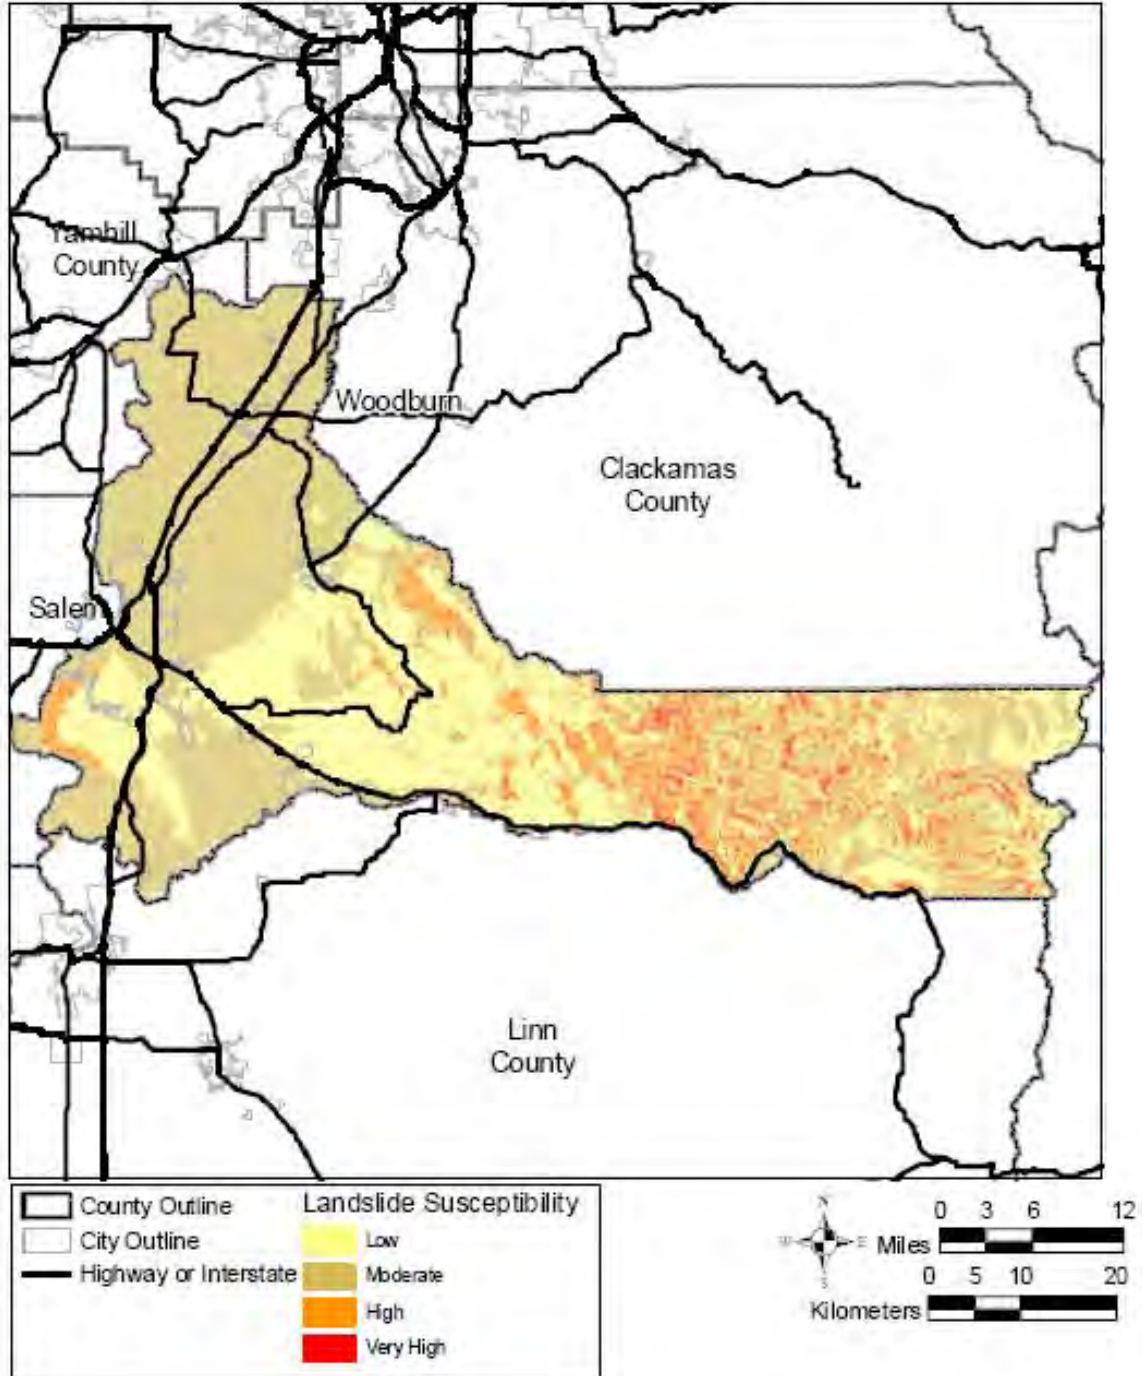 Yamhill
County
Woodburn
Clackamas
County
Salem
Linn
County
County Outline
City Outline
Highway or Interstate
Landslide Susceptibility
Low
Moderate
High
Very High
N
W
E
S
0 3 6 12
Miles
0 5 10 20
Kilometers